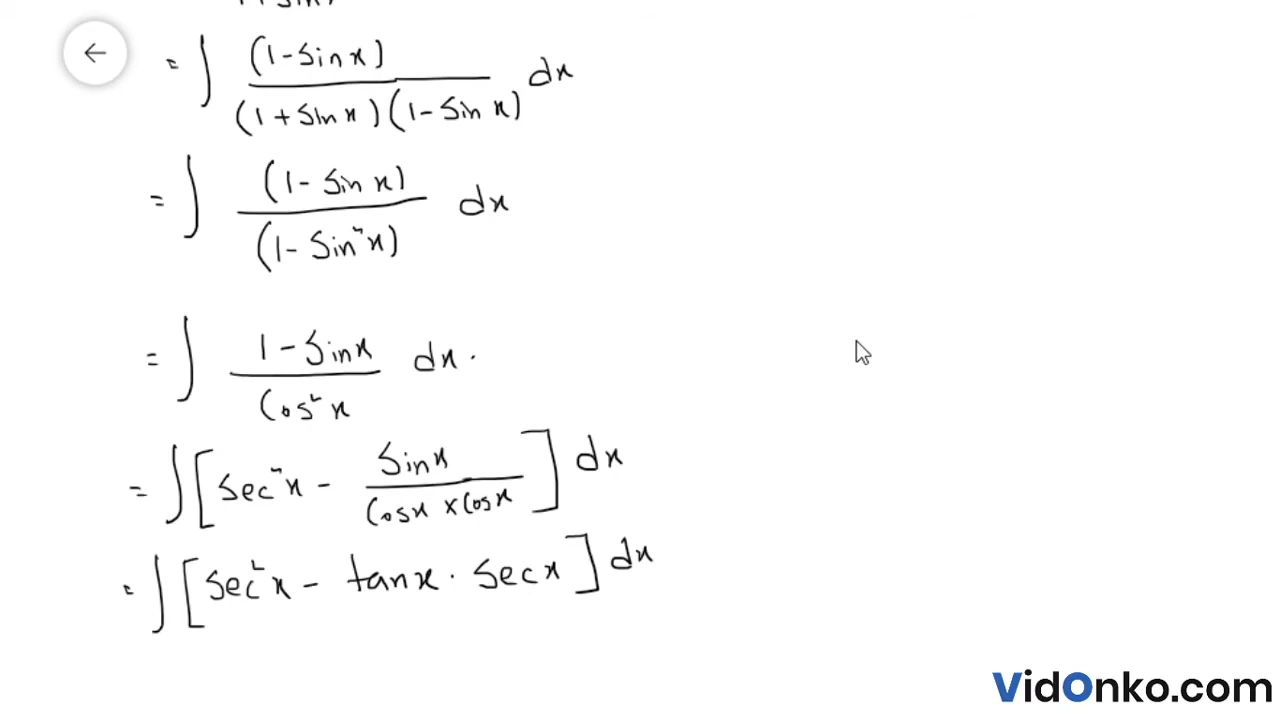 = ∫ (1 - Sin x) / (1 + Sin x)(1 - Sin x) dx
= ∫ (1 - Sin x) / (1 - Sin²x) dx
= ∫ 1 - Sin x / Cos²x dx.
= ∫ [Sec²x - Sin x / Cos x × Cos x] dx
= ∫ [Sec²x - tan x · Sec x] dx
VidOnko.com